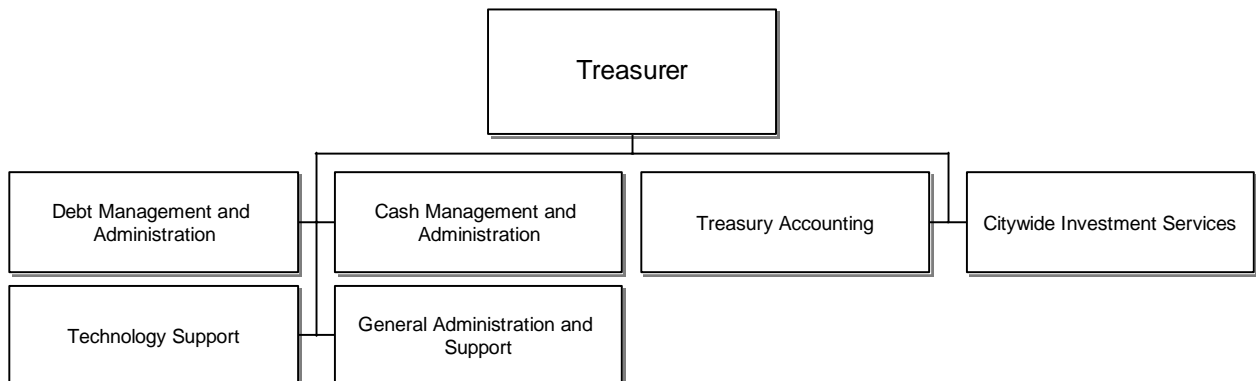 Treasurer
Debt Management and
Administration
Cash Management and
Administration
Treasury Accounting
Citywide Investment Services
Technology Support
General Administration and
Support